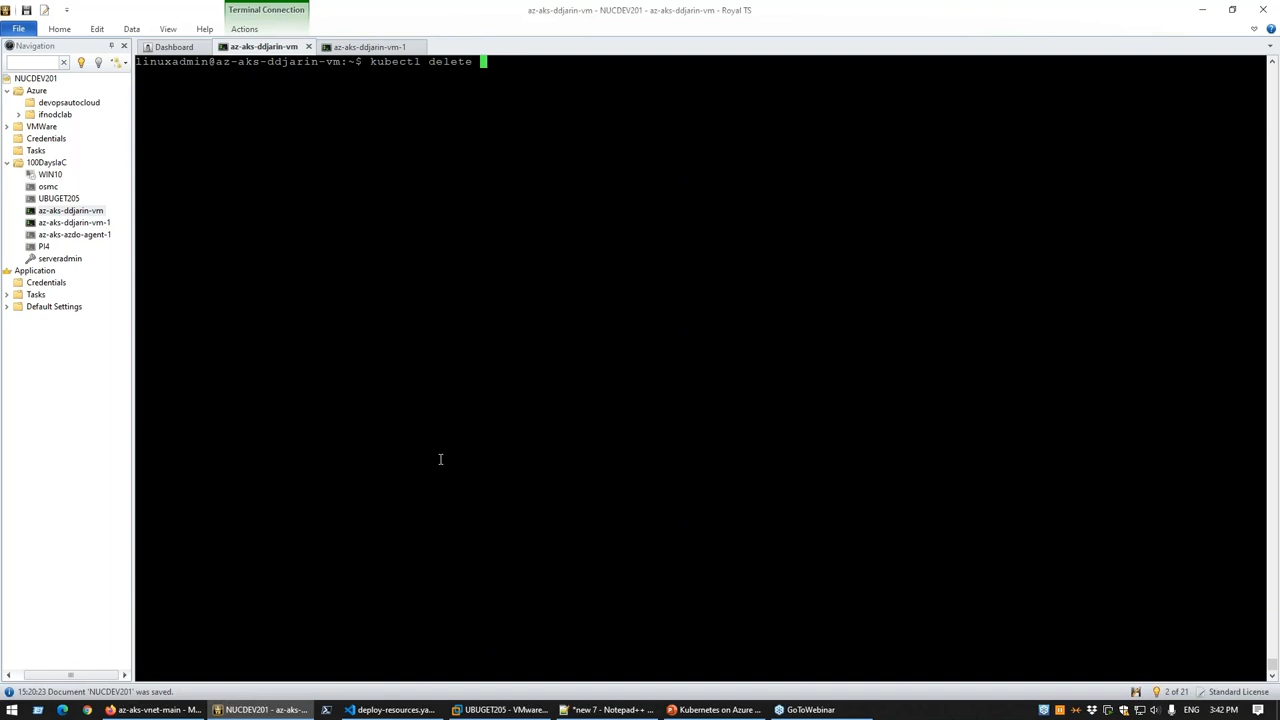 Terminal Connection
az-aks-ddjarin-vm - NUCDEV201 - az-aks-ddjarin-vm - Royal TS
File Home Edit Data View Help Actions
Navigation
Dashboard
az-aks-ddjarin-vm
az-aks-ddjarin-vm-1
linuxadmin@az-aks-ddjarin-vm:~$ kubectl delete
NUCDEV201
Azure
devopsautocloud
ifnodclab
VMWare
Credentials
Tasks
100DaysIaC
WIN10
osmc
UBUGET205
az-aks-ddjarin-vm
az-aks-ddjarin-vm-1
az-aks-azdo-agent-1
PI4
serveradmin
Application
Credentials
Tasks
Default Settings
15:20:23 Document 'NUCDEV201' was saved.
2 of 21
Standard License
az-aks-vnet-main - M...
NUCDEV201 - az-aks-...
deploy-resources.ya...
UBUGET205 - VMware...
*new 7 - Notepad++ ...
Kubernetes on Azure ...
GoToWebinar
ENG
3:42 PM